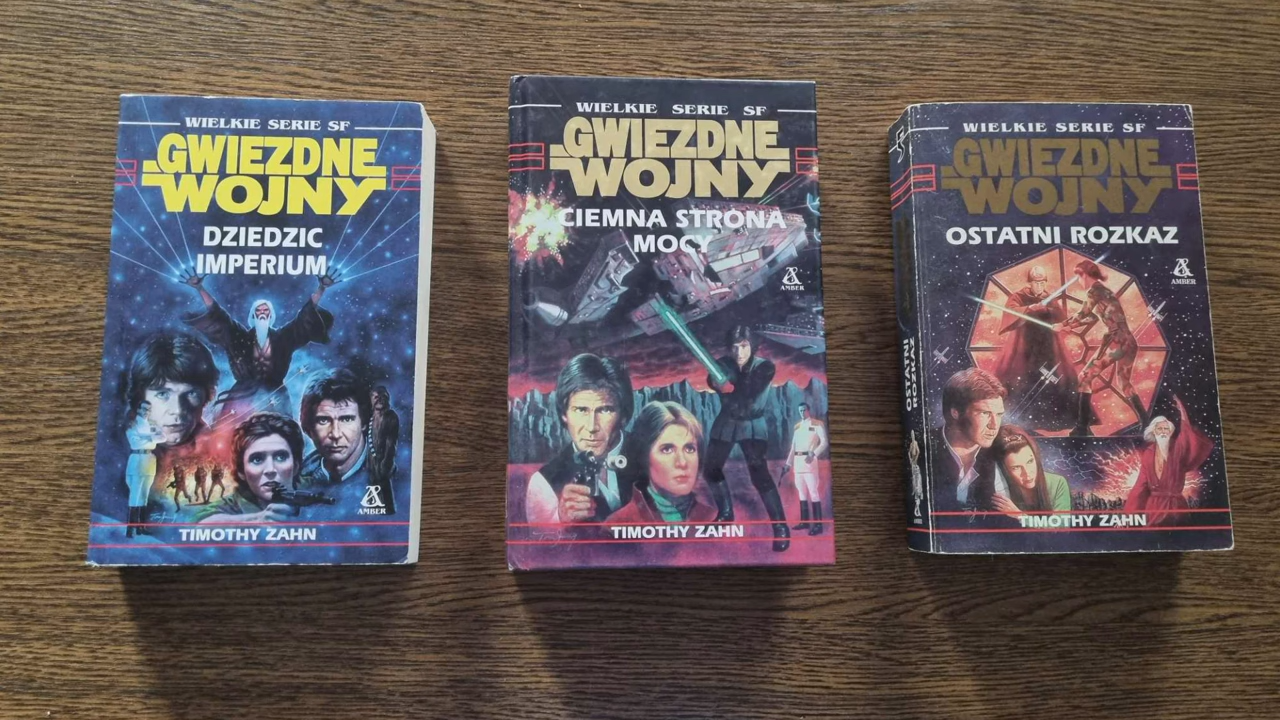 WIELKIE SERIE SF
GWIEZDNE
WOJNY
DZIEDZIC
IMPERIUM
AMBER
TIMOTHY ZAHN
WIELKIE SERIE SF
GWIEZDNE
WOJNY
CIEMNA STRONA
MOCY
AMBER
TIMOTHY ZAHN
WIELKIE SERIE SF
GWIEZDNE
WOJNY
OSTATNI ROZKAZ
AMBER
TIMOTHY ZAHN
OSTATNI
ROZKAZ
AMBER